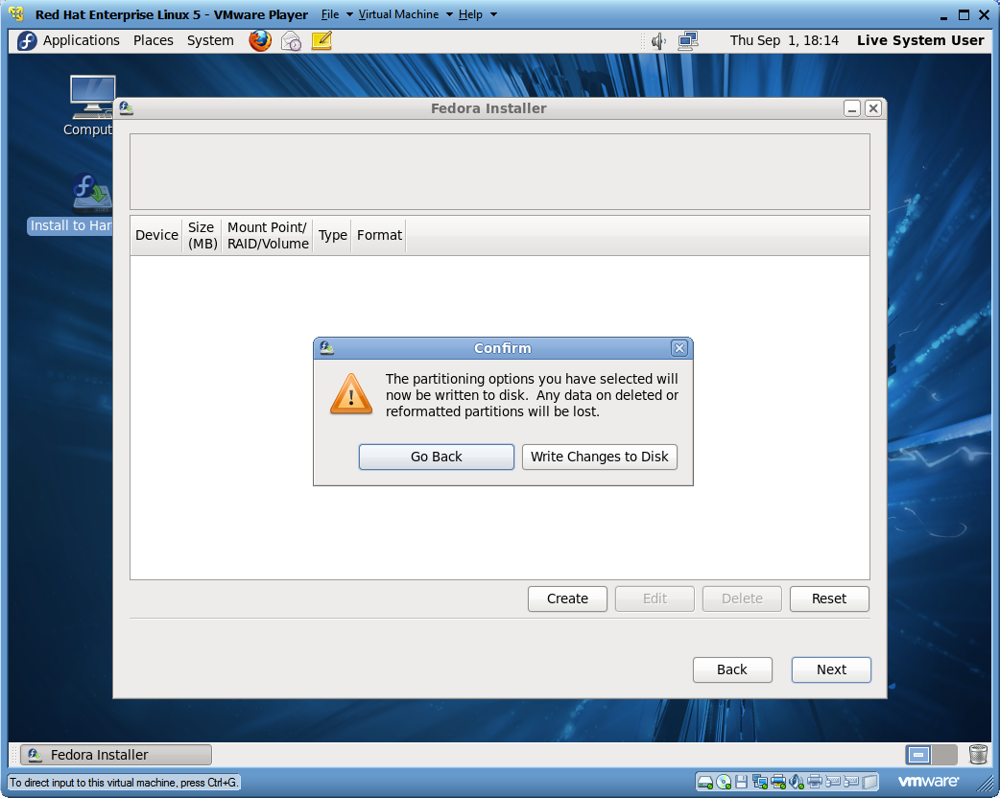 Red Hat Enterprise Linux 5 - VMware Player File Virtual Machine Help
Applications Places System Thu Sep 1, 18:14 Live System User
Fedora Installer
Comput
Install to Har
Device Size (MB) Mount Point/ RAID/Volume Type Format
Confirm
The partitioning options you have selected will
now be written to disk. Any data on deleted or
reformatted partitions will be lost.
Go Back Write Changes to Disk
Create Edit Delete Reset
Back Next
Fedora Installer
To direct input to this virtual machine, press Ctrl+G.
vmware